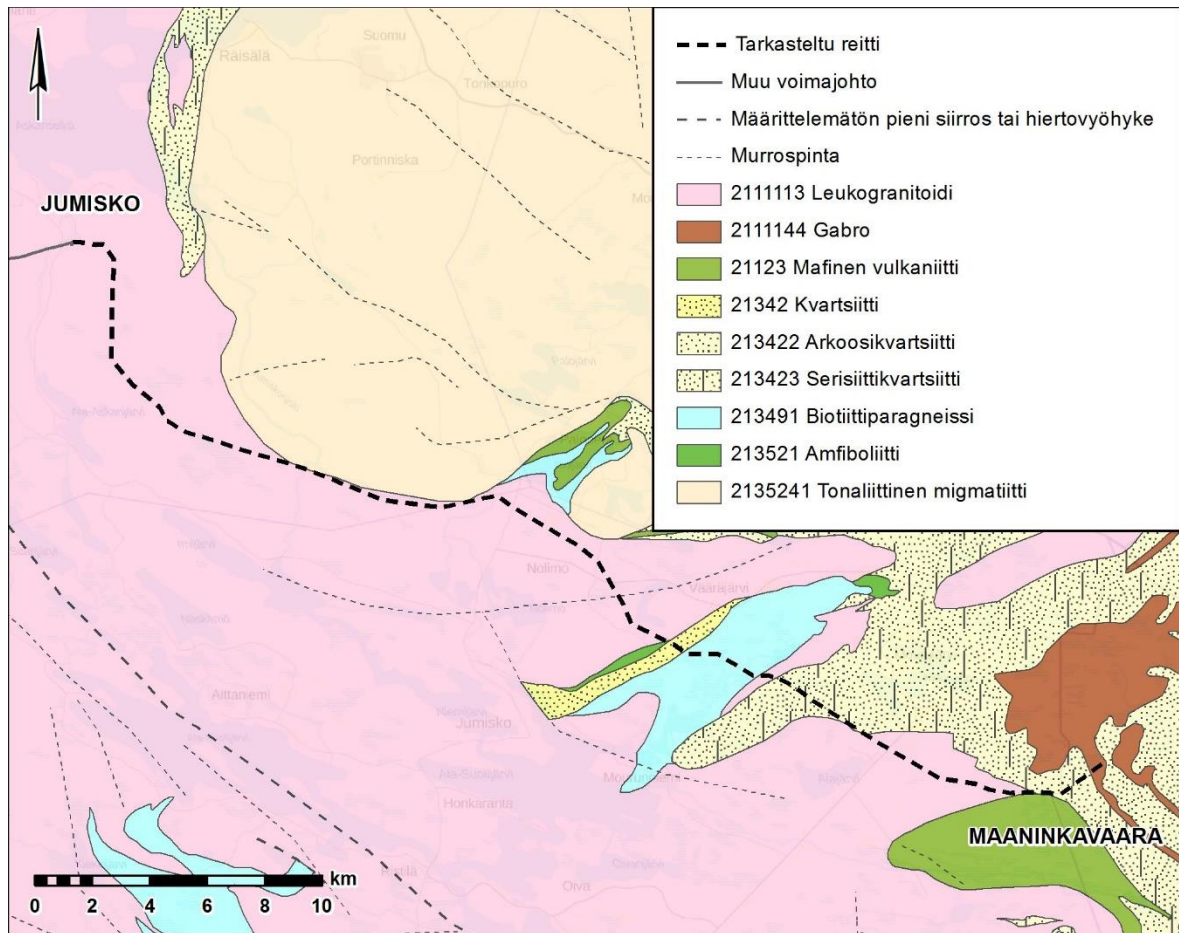 Tarkasteltu reitti
Muu voimajohto
Määrittelemätön pieni siirros tai hiertovyöhyke
Murrospinta
2111113 Leukogranitoidi
2111144 Gabro
21123 Mafinen vulkaniitti
21342 Kvartsiitti
213422 Arkoosikvartsiitti
213423 Serisiittikvartsiitti
213491 Biotiittiparagneissi
213521 Amfiboliitti
2135241 Tonaliittinen migmatiitti
Suomu
Räisälä
Portinniska
JUMISKO
Nolimo
Vaarajärvi
Aittaniemi
Jumisko
Honkaranta
MAANINKAVAARA
Oiva
km
0 2 4 6 8 10